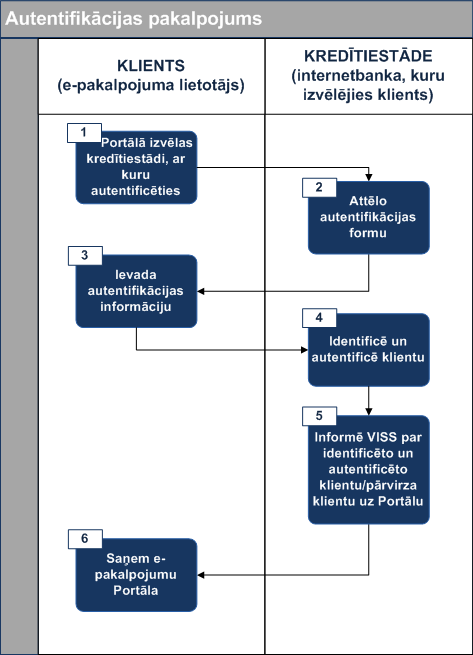 Autentifikācijas pakalpojums
KLIENTS
(e-pakalpojuma lietotājs)
KREDĪTIESTĀDE
(internetbanka, kuru
izvēlējies klients)
1
Portālā izvēlas
kredītiestādi, ar
kuru
autentificēties
2
Attēlo
autentifikācijas
formu
3
Ievada
autentifikācijas
informāciju
4
Identificē un
autentificē klientu
5
Informē VISS par
identificēto un
autentificēto
klientu/pārvirza
klientu uz Portālu
6
Saņem e-
pakalpojumu
Portāla